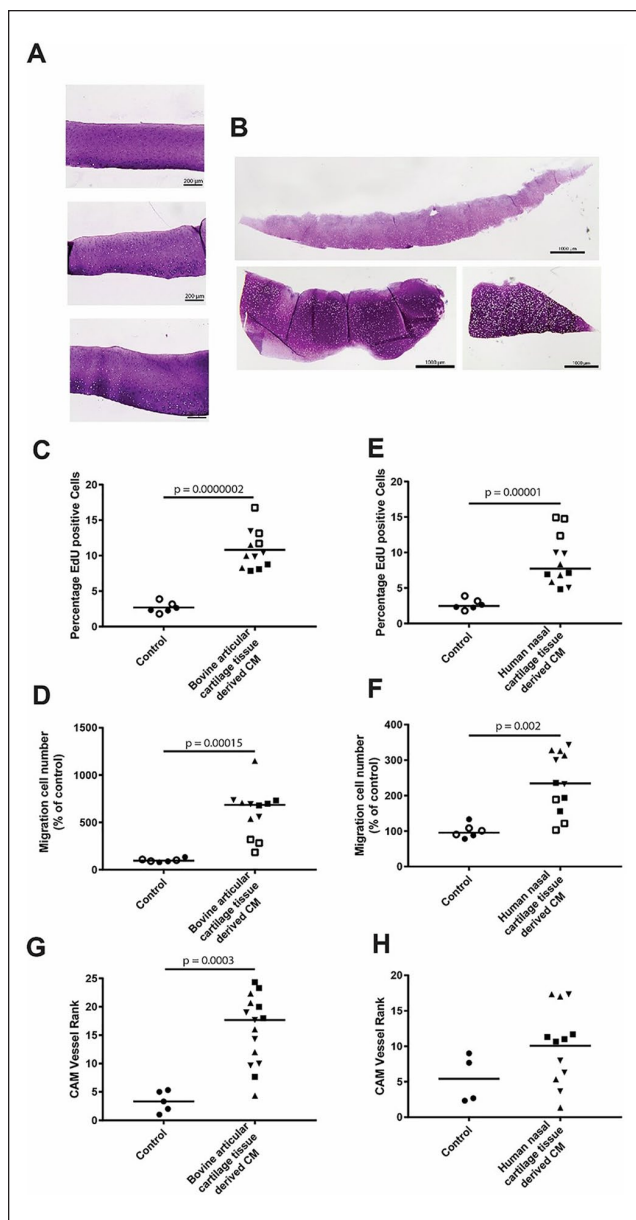 A
200 µm
200 µm
B
1000 µm
1000 µm
1000 µm
C
Percentage EdU positive Cells
20
15
10
5
0
p = 0.0000002
Control
Bovine articular
cartilage tissue
derived CM
E
Percentage EdU positive Cells
20
15
10
5
0
p = 0.00001
Control
Human nasal
cartilage tissue
derived CM
D
Migration cell number
(% of control)
1500
1000
500
0
p = 0.00015
Control
Bovine articular
cartilage tissue
derived CM
F
Migration cell number
(% of control)
400
300
200
100
0
p = 0.002
Control
Human nasal
cartilage tissue
derived CM
G
CAM Vessel Rank
25
20
15
10
5
0
p = 0.0003
Control
Bovine articular
cartilage tissue
derived CM
H
CAM Vessel Rank
20
15
10
5
0
Control
Human nasal
cartilage tissue
derived CM